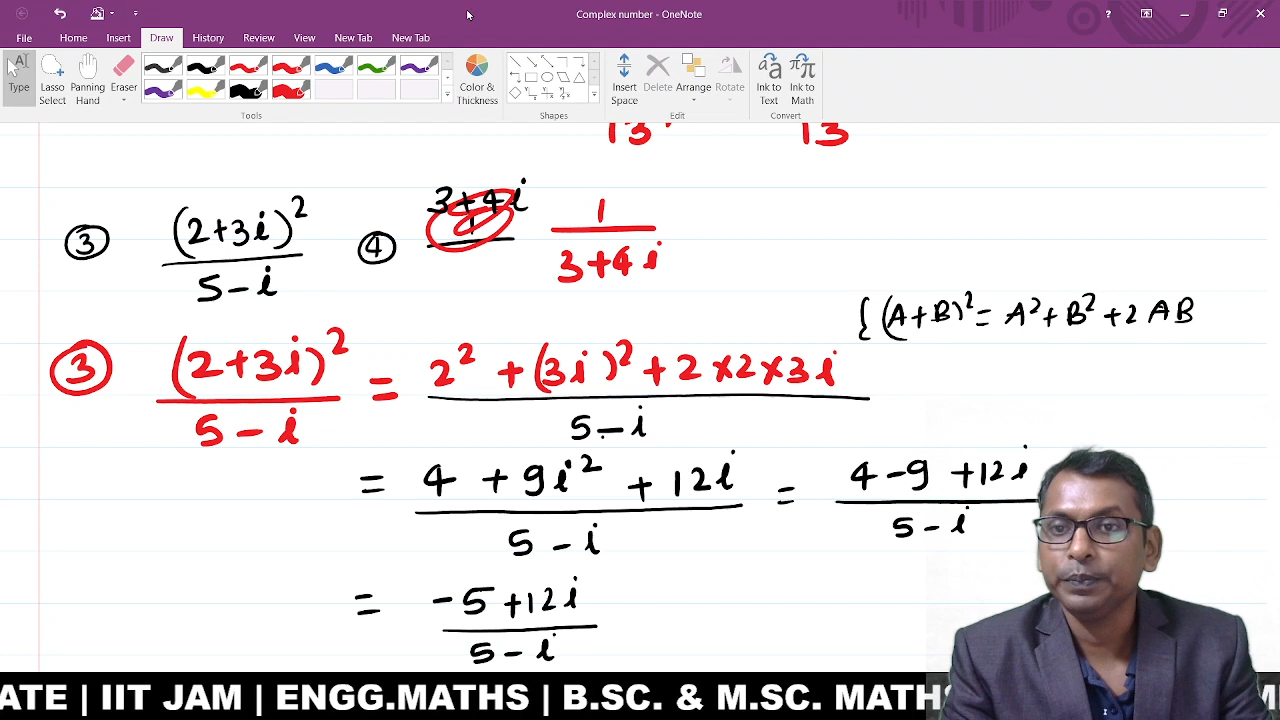 Complex number - OneNote
File Home Insert Draw History Review View New Tab New Tab
Type Lasso Select Panning Hand Eraser Color & Thickness Insert Space Delete Arrange Rotate Ink to Text Ink to Math
Tools Shapes Edit Convert
13 13
③ (2+3i)² / 5-i ④ 3+4i 1 1 / 3+4i
{ (A+B)² = A²+B²+2AB
③ (2+3i)² / 5-i = 2² + (3i)² + 2×2×3i / 5-i
= 4 + 9i² + 12i / 5-i = 4-9+12i / 5-i
= -5+12i / 5-i
ATE | IIT JAM | ENGG.MATHS | B.SC. & M.SC. MATHS